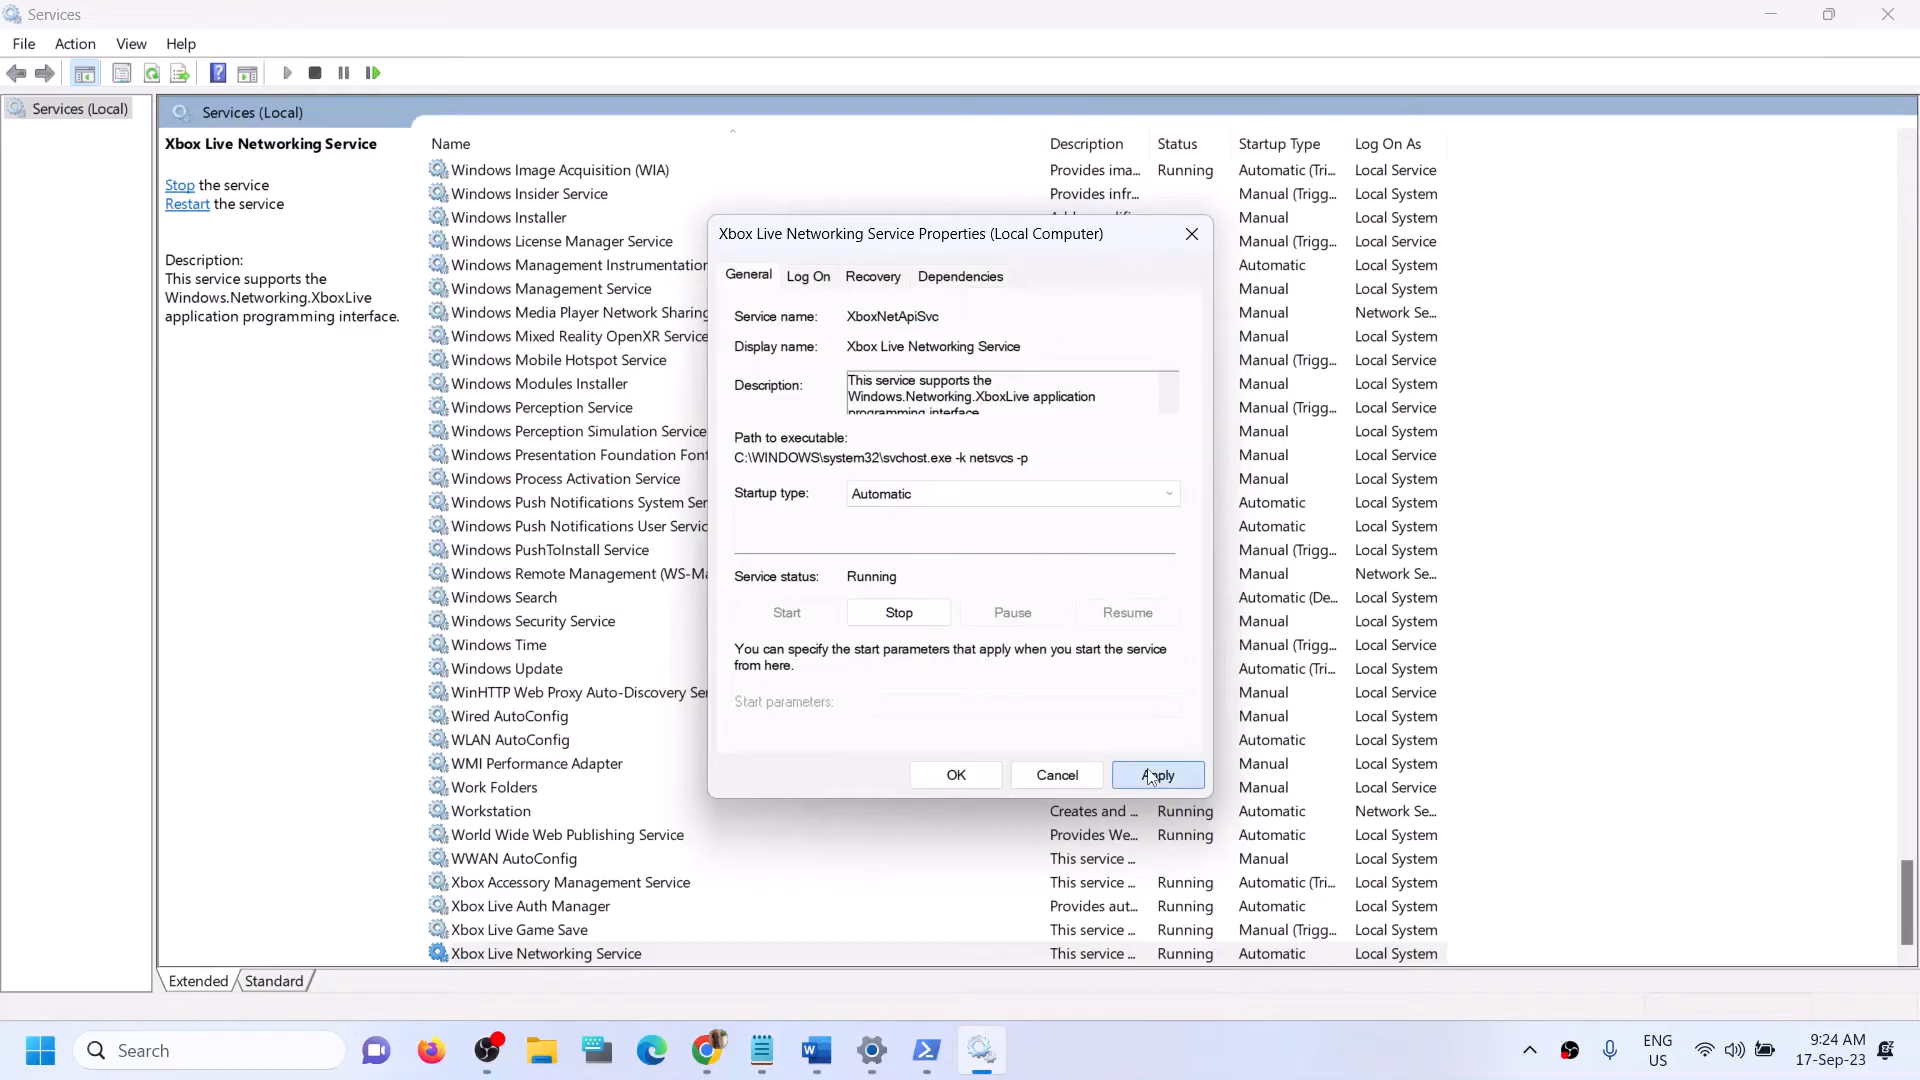 Services
File Action View Help
Services (Local)
Services (Local)
Xbox Live Networking Service
Stop the service
Restart the service
Description:
This service supports the
Windows.Networking.XboxLive
application programming interface.
Name Description Status Startup Type Log On As
Windows Image Acquisition (WIA) Provides ima... Running Automatic (Tri... Local Service
Windows Insider Service Provides infr... Manual (Trigg... Local System
Windows Installer Manual Local System
Windows License Manager Service Manual (Trigg... Local Service
Windows Management Instrumentation Automatic Local System
Windows Management Service Manual Local System
Windows Media Player Network Sharing Manual Network Se...
Windows Mixed Reality OpenXR Service Manual Local System
Windows Mobile Hotspot Service Manual (Trigg... Local Service
Windows Modules Installer Manual Local System
Windows Perception Service Manual (Trigg... Local Service
Windows Perception Simulation Service Manual Local System
Windows Presentation Foundation Font Manual Local Service
Windows Process Activation Service Manual Local System
Windows Push Notifications System Ser Automatic Local System
Windows Push Notifications User Servic Automatic Local System
Windows PushToInstall Service Manual (Trigg... Local System
Windows Remote Management (WS-Ma Manual Network Se...
Windows Search Automatic (De... Local System
Windows Security Service Manual Local System
Windows Time Manual (Trigg... Local Service
Windows Update Automatic (Tri... Local System
WinHTTP Web Proxy Auto-Discovery Ser Manual Local Service
Wired AutoConfig Manual Local System
WLAN AutoConfig Automatic Local System
WMI Performance Adapter Manual Local System
Work Folders Manual Local Service
Workstation Creates and ... Running Automatic Network Se...
World Wide Web Publishing Service Provides We... Running Automatic Local System
WWAN AutoConfig This service ... Manual Local System
Xbox Accessory Management Service This service ... Running Automatic (Tri... Local System
Xbox Live Auth Manager Provides aut... Running Automatic Local System
Xbox Live Game Save This service ... Running Manual (Trigg... Local System
Xbox Live Networking Service This service ... Running Automatic Local System
Xbox Live Networking Service Properties (Local Computer)
General Log On Recovery Dependencies
Service name: XboxNetApiSvc
Display name: Xbox Live Networking Service
Description: This service supports the
Windows.Networking.XboxLive application
programming interface
Path to executable:
C:\WINDOWS\system32\svchost.exe -k netsvcs -p
Startup type: Automatic
Service status: Running
Start Stop Pause Resume
You can specify the start parameters that apply when you start the service
from here.
Start parameters:
OK Cancel Apply
Extended Standard
Search
ENG
US
9:24 AM
17-Sep-23